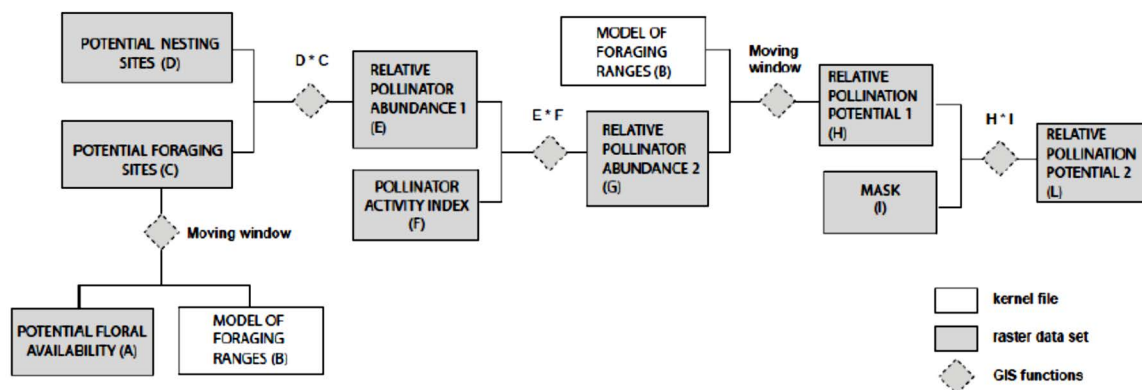 POTENTIAL NESTING
SITES (D)
D * C
POTENTIAL FORAGING
SITES (C)
Moving window
POTENTIAL FLORAL
AVAILABILITY (A)
MODEL OF
FORAGING
RANGES (B)
RELATIVE
POLLINATOR
ABUNDANCE 1
(E)
POLLINATOR
ACTIVITY INDEX
(F)
E * F
MODEL OF
FORAGING
RANGES (B)
RELATIVE
POLLINATOR
ABUNDANCE 2
(G)
Moving
window
RELATIVE
POLLINATION
POTENTIAL 1
(H)
MASK
(I)
H * I
RELATIVE
POLLINATION
POTENTIAL 2
(L)
kernel file
raster data set
GIS functions